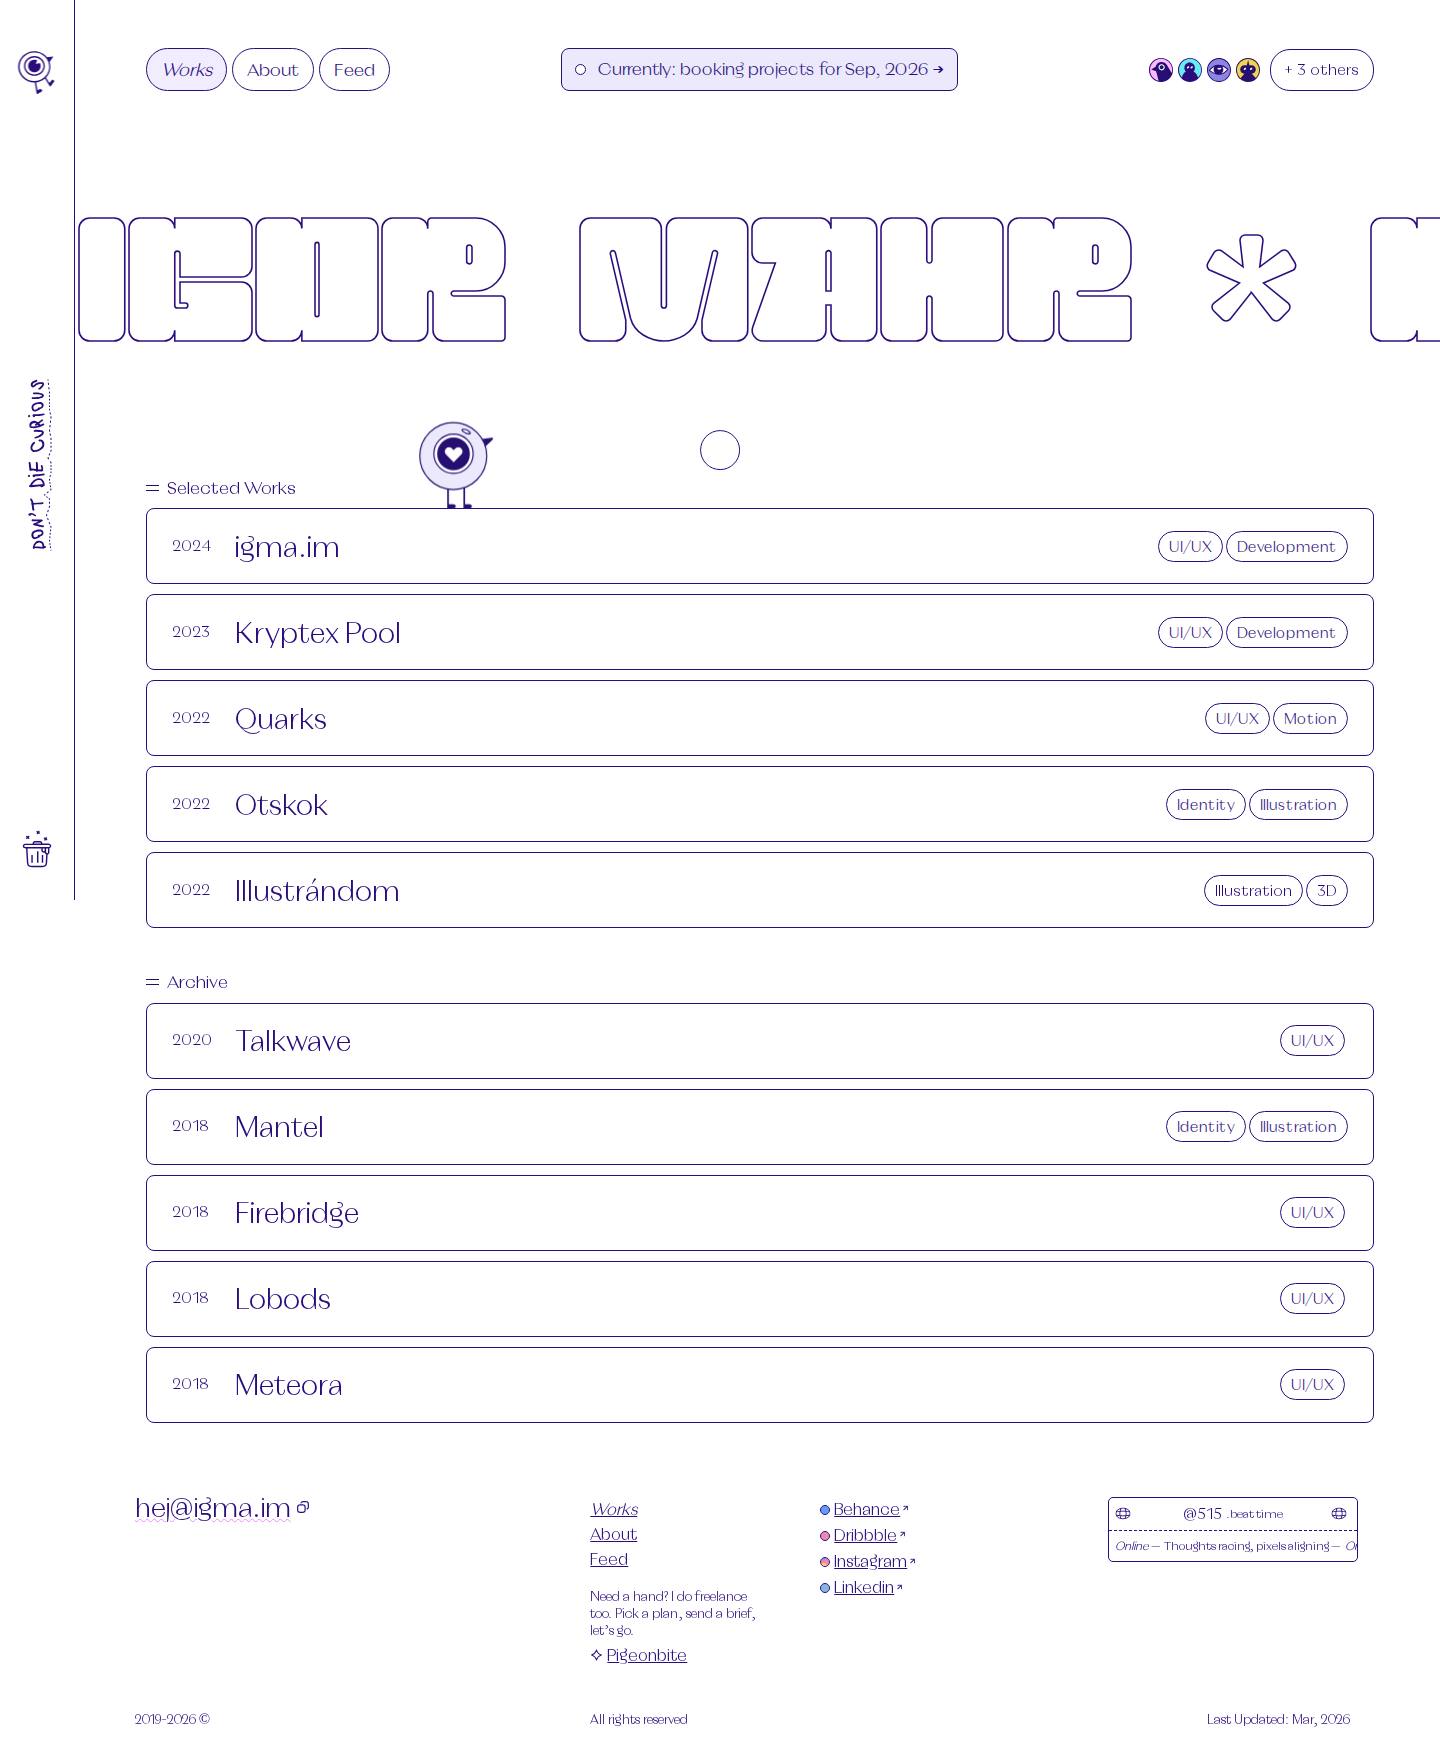 Works
About
Feed
Currently: booking projects for Sep, 2026 →
+ 3 others
IGOR MAHR *
DON'T DIE CURIOUS
Selected Works
2024 igma.im UI/UX Development
2023 Kryptex Pool UI/UX Development
2022 Quarks UI/UX Motion
2022 Otskok Identity Illustration
2022 Illustrándom Illustration 3D
Archive
2020 Talkwave UI/UX
2018 Mantel Identity Illustration
2018 Firebridge UI/UX
2018 Lobods UI/UX
2018 Meteora UI/UX
hej@igma.im
Works
About
Feed
Need a hand? I do freelance
too. Pick a plan, send a brief,
let's go.
Pigeonbite
Behance
Dribbble
Instagram
Linkedin
@515 .beat time
Online — Thoughts racing, pixels aligning —
2019-2026 ©
All rights reserved
Last Updated: Mar, 2026